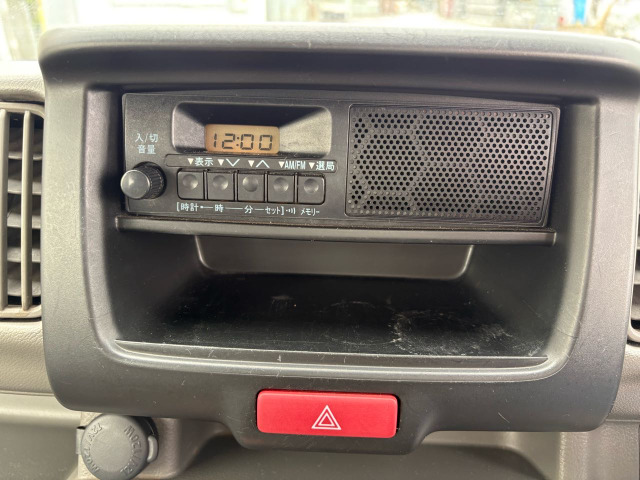 入/切
音量
12:00
▼表示 ▼╲╱ ▼╱╲ ▼AM/FM ▼選局
[時計•━時━━分━セット]•))) メモリー